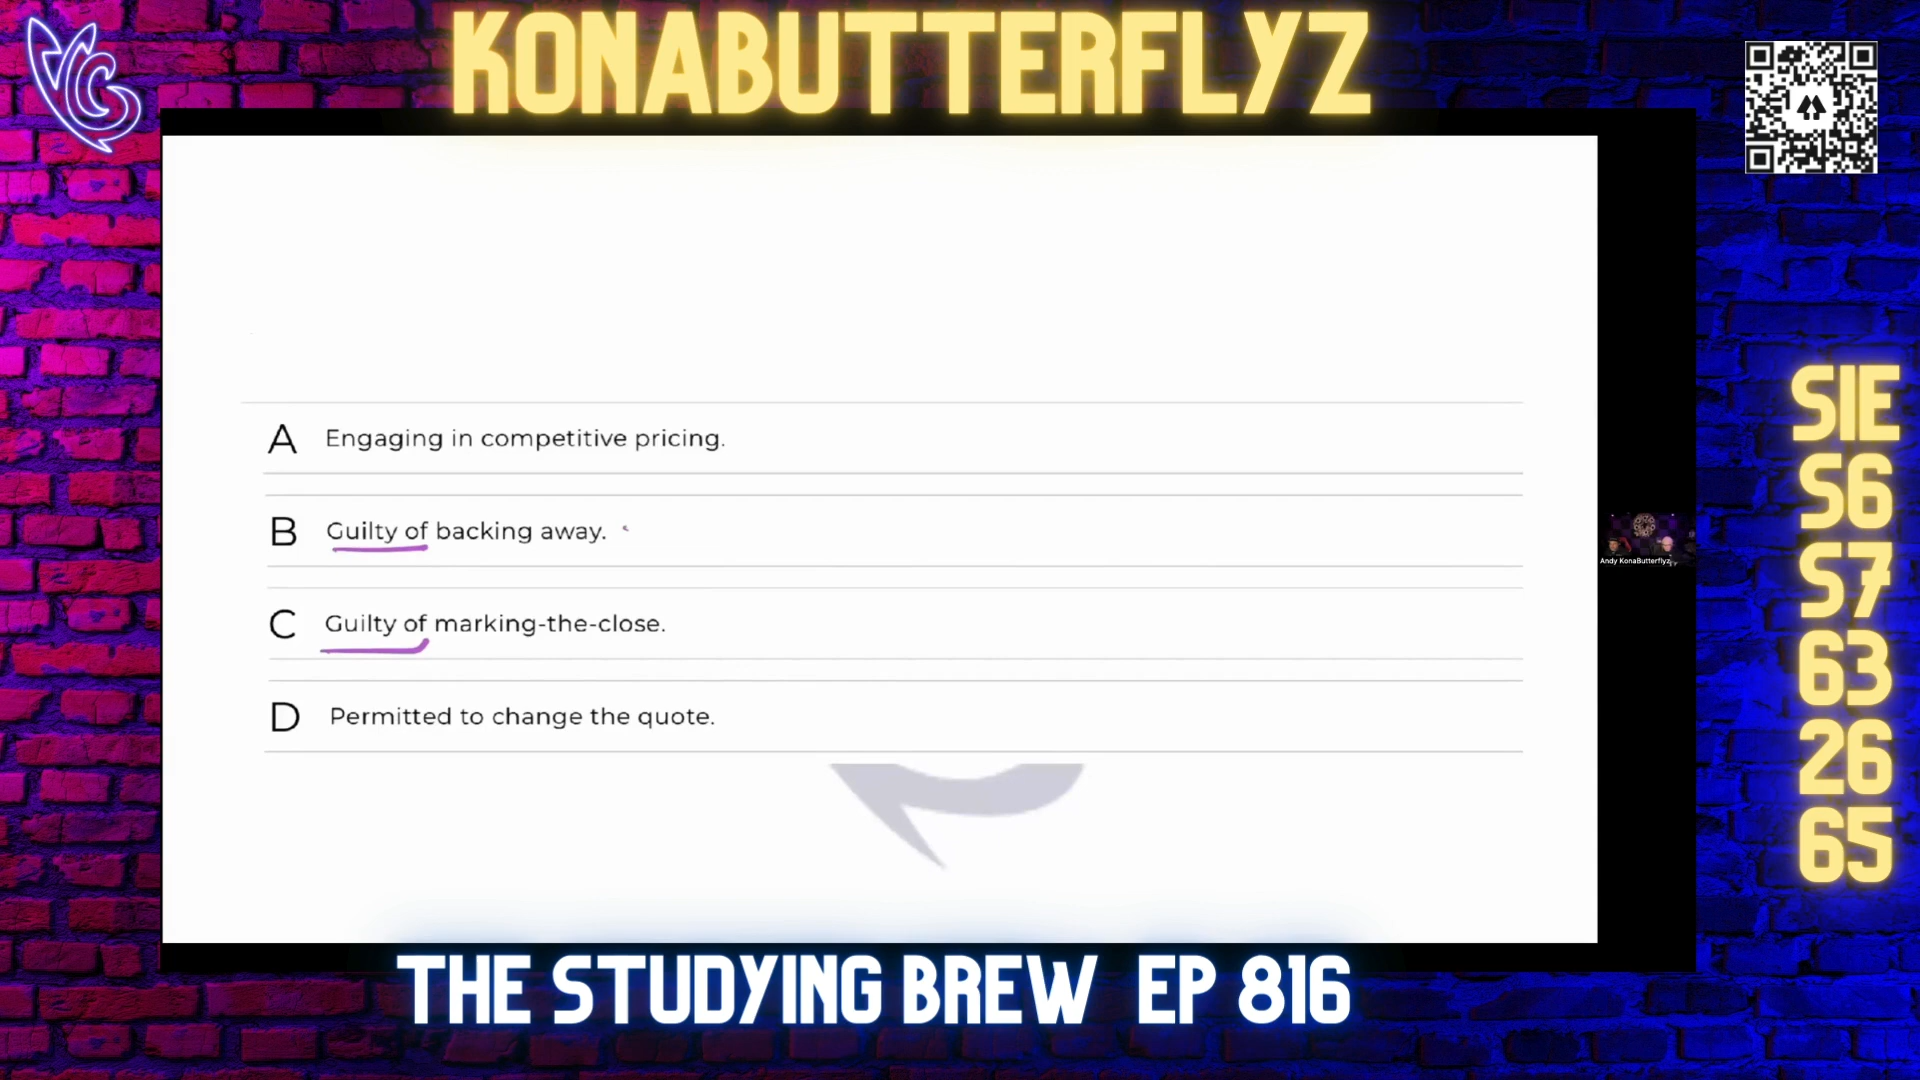 KONABUTTERFLYZ
A Engaging in competitive pricing.
B Guilty of backing away.
C Guilty of marking-the-close.
D Permitted to change the quote.
Andy KonaButterflyz
SIE
S6
S7
63
26
65
THE STUDYING BREW EP 816